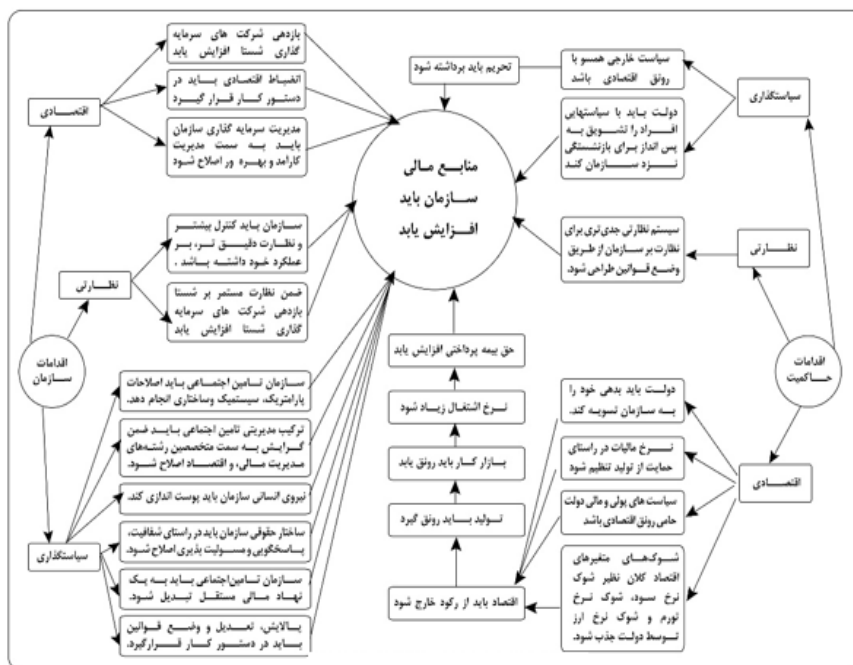 سیاست خارجی همسو با
رونق اقتصادی باشد
تحریم باید برداشته شود
سیاستگذاری
دولت باید با سیاستهایی
افراد را تشویق به
پس انداز برای بازنشستگی
نزد سازمان کند
سیستم نظارتی جدی‌تری برای
نظارت بر سازمان از طریق
وضع قوانین طراحی شود.
نظارتی
اقدامات
حاکمیت
دولت باید بدهی خود را
به سازمان تسویه کند.
نرخ مالیات در راستای
حمایت از تولید تنظیم شود
سیاست های پولی و مالی دولت
حامی رونق اقتصادی باشد
شوک‌های متغیرهای
اقتصاد کلان نظیر شوک
نرخ سود، شوک نرخ
تورم و شوک نرخ ارز
توسط دولت جذب شود.
اقتصادی
منابع مالی
سازمان باید
افزایش یابد
حق بیمه پرداختی افزایش یابد
نرخ اشتغال زیاد شود
بازار کار باید رونق یابد
تولید باید رونق گیرد
اقتصاد باید از رکود خارج شود
بازدهی شرکت های سرمایه
گذاری شستا افزایش یابد
انضباط اقتصادی باید در
دستور کار قرار گیرد
مدیریت سرمایه گذاری سازمان
باید به سمت مدیریت
کارامد و بهره ور اصلاح شود
اقتصادی
سازمان باید کنترل بیشتر
و نظارت دقیق تر، بر
عملکرد خود داشته باشد .
ضمن نظارت مستمر بر شستا
بازدهی شرکت های سرمایه
گذاری شستا افزایش یابد
نظارتی
اقدامات
سازمان
سازمان تامین اجتماعی باید اصلاحات
پارامتریک، سیستمیک وساختاری انجام دهد.
ترکیب مدیریتی تامین اجتماعی باید ضمن
گرایش به سمت متخصصین رشته‌های
مدیریت مالی، و اقتصاد اصلاح شود.
نیروی انسانی سازمان باید پوست اندازی کند.
ساختار حقوقی سازمان باید در راستای شفافیت،
پاسخگویی و مسولیت پذیری اصلاح شود.
سازمان تامین‌اجتماعی باید به یک
نهاد مالی مستقل تبدیل شود.
پالایش، تعدیل و وضع قوانین
باید در دستور کار قرارگیرد.
سیاستگذاری